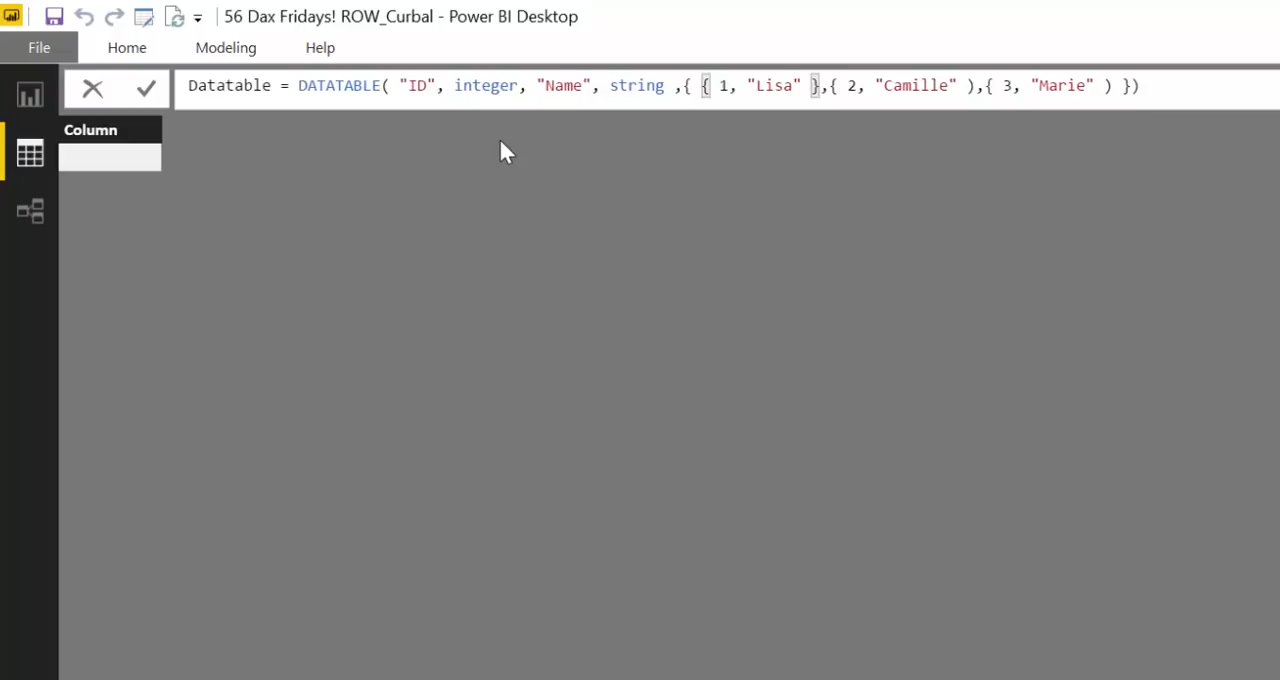 56 Dax Fridays! ROW_Curbal - Power BI Desktop
File Home Modeling Help
Datatable = DATATABLE( "ID", integer, "Name", string ,{ { 1, "Lisa" },{ 2, "Camille" ),{ 3, "Marie" ) })
Column